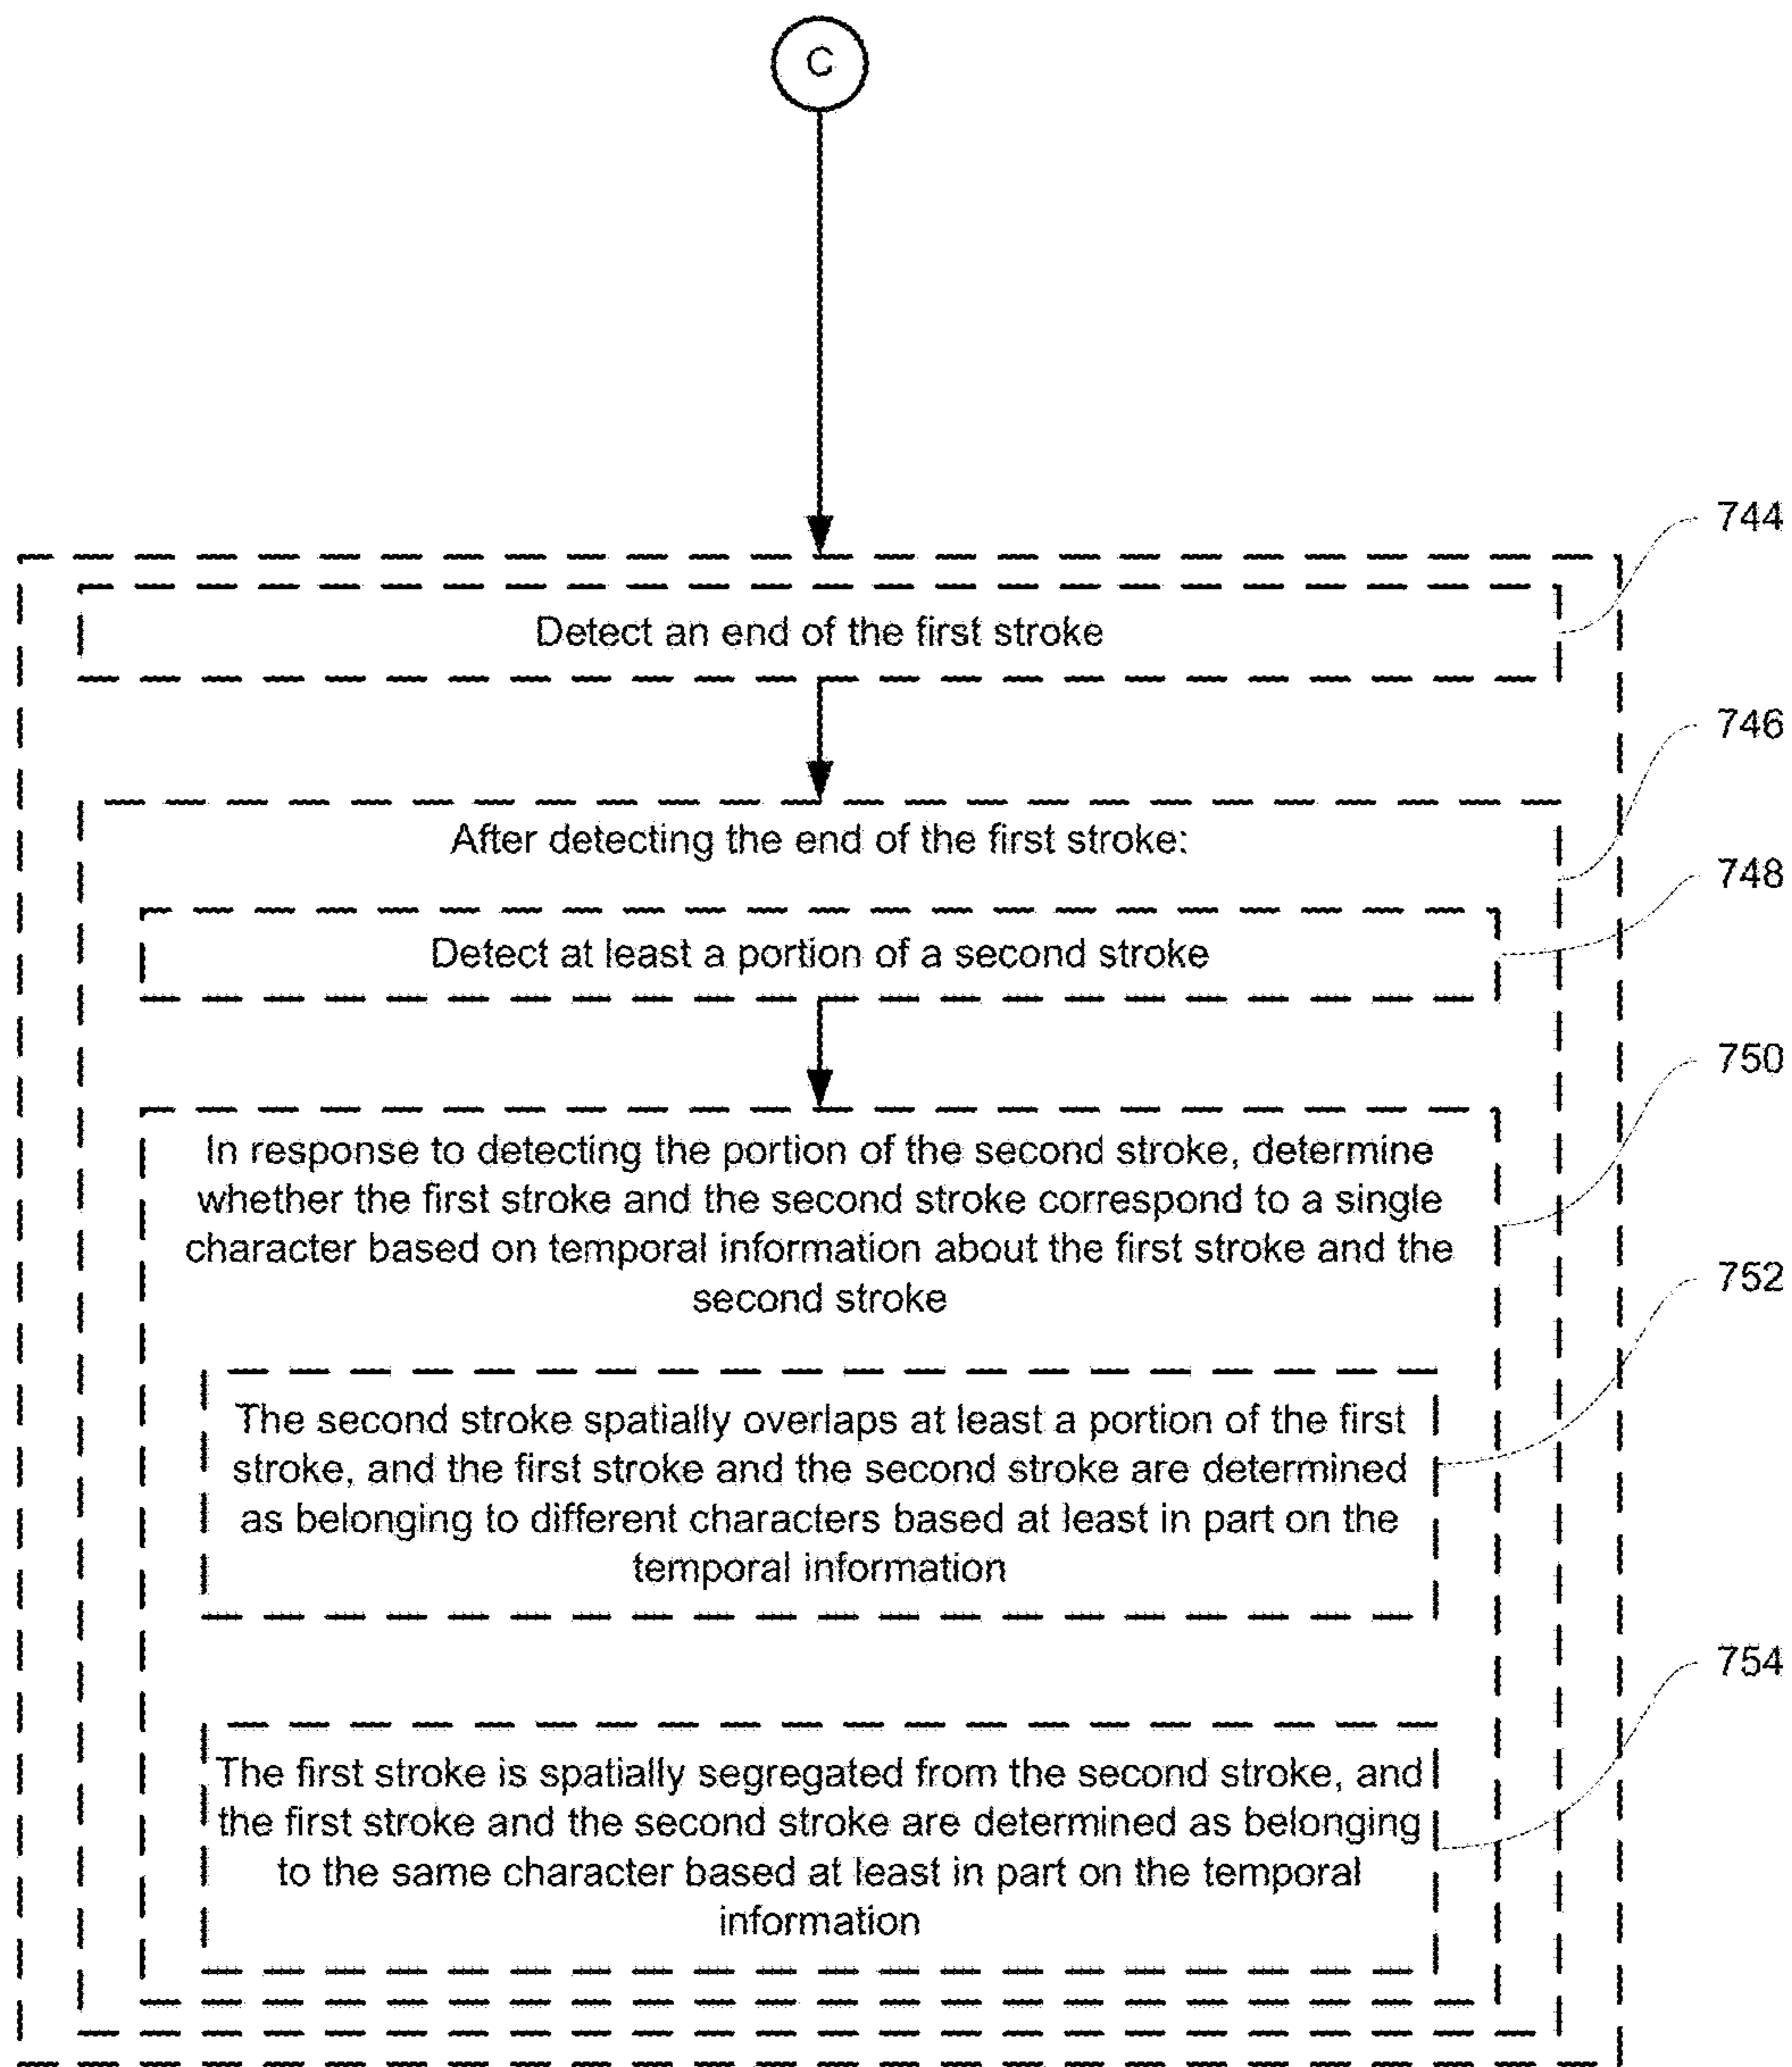 C
744
Detect an end of the first stroke
746
After detecting the end of the first stroke:
748
Detect at least a portion of a second stroke
750
In response to detecting the portion of the second stroke, determine
whether the first stroke and the second stroke correspond to a single
character based on temporal information about the first stroke and the
second stroke
752
The second stroke spatially overlaps at least a portion of the first
stroke, and the first stroke and the second stroke are determined
as belonging to different characters based at least in part on the
temporal information
754
The first stroke is spatially segregated from the second stroke, and
the first stroke and the second stroke are determined as belonging
to the same character based at least in part on the temporal
information